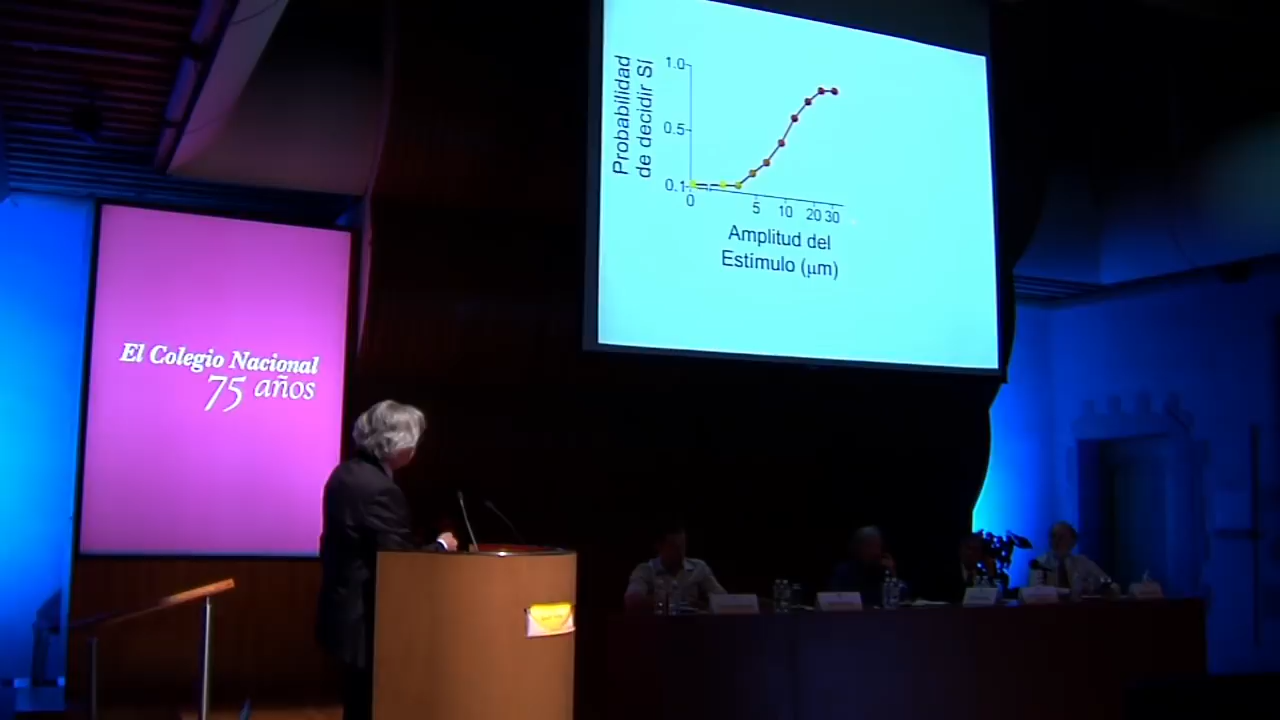 El Colegio Nacional
75 años
Probabilidad
de decidir Sí
1.0
0.5
0.1
0
5
10
20
30
Amplitud del
Estímulo (μm)